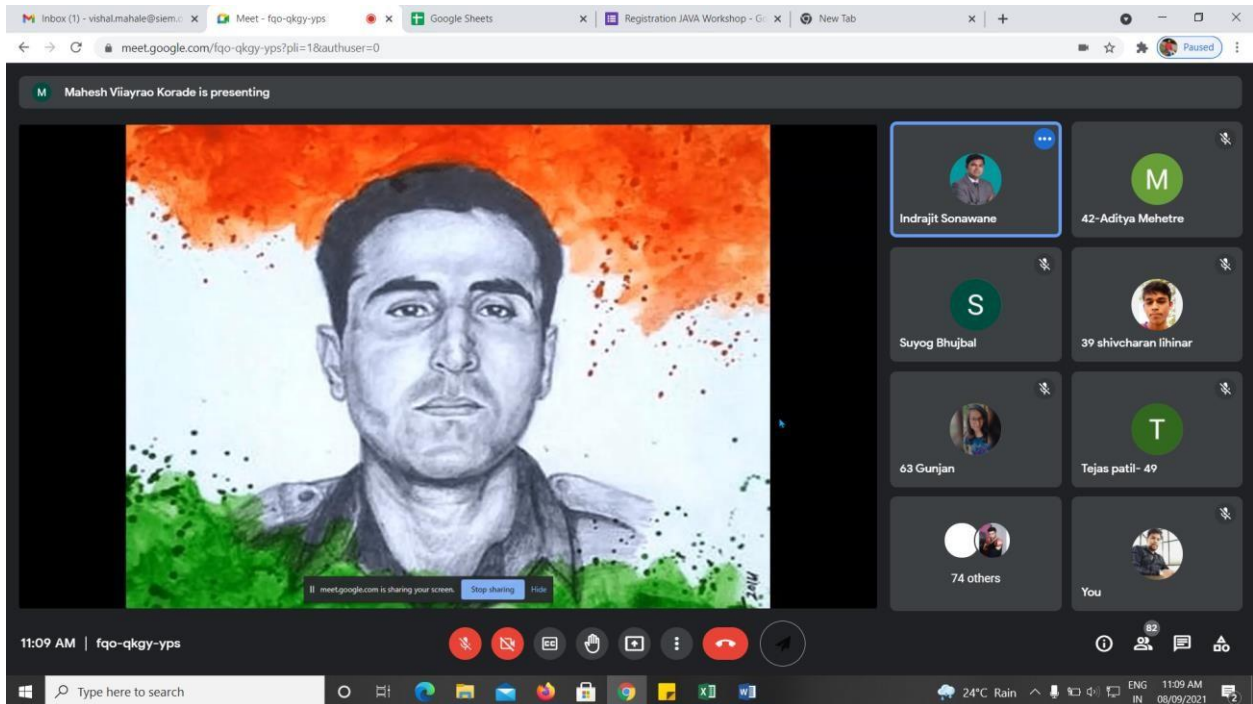 Inbox (1) - vishal.mahale@siem.c
Meet - fqo-qkgy-yps
Google Sheets
Registration JAVA Workshop - Go
New Tab
meet.google.com/fqo-qkgy-yps?pli=1&authuser=0
Paused
M Mahesh Viiayrao Korade is presenting
Indrajit Sonawane
M
42-Aditya Mehetre
S
Suyog Bhujbal
39 shivcharan lihinar
63 Gunjan
T
Tejas patil- 49
74 others
You
meet.google.com is sharing your screen. Stop sharing Hide
11:09 AM | fqo-qkgy-yps
CC
82
Type here to search
24°C Rain
ENG
IN
11:09 AM
08/09/2021
2